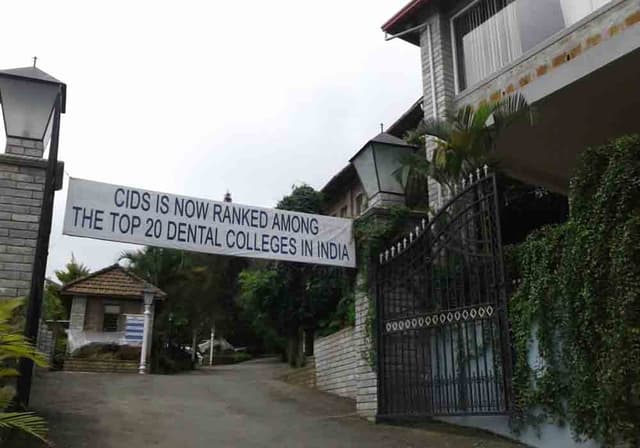 CIDS IS NOW RANKED AMONG
THE TOP 20 DENTAL COLLEGES IN INDIA